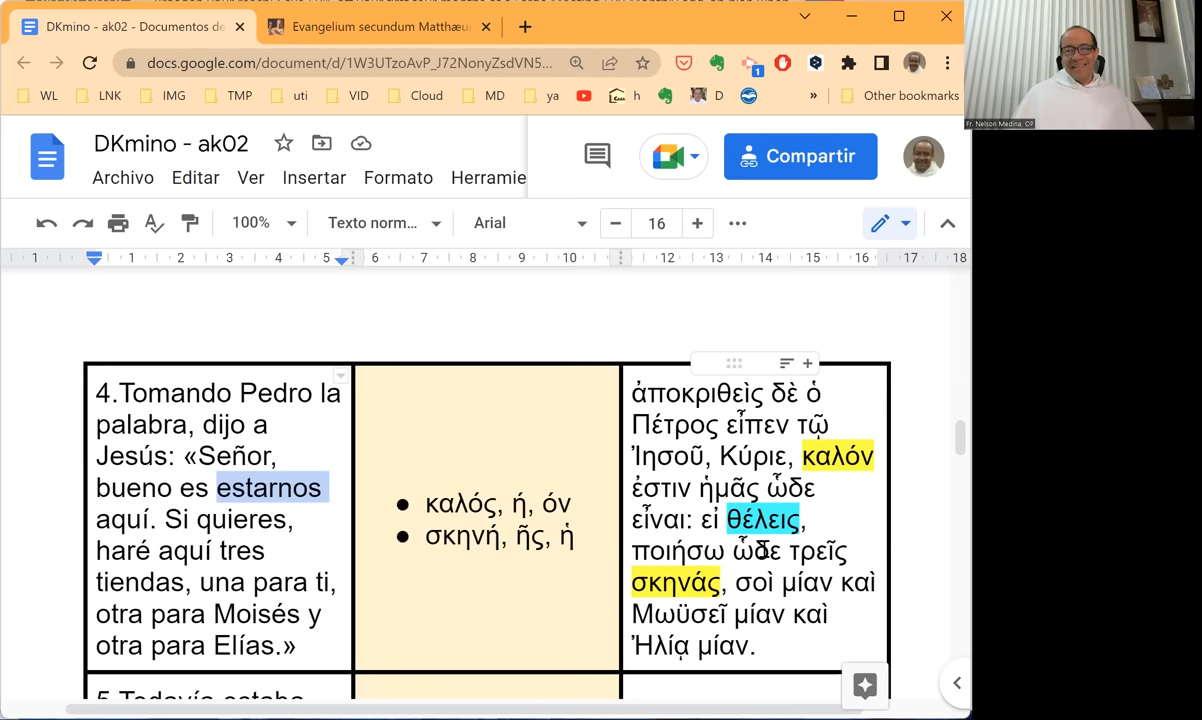 DKmino - ak02 - Documentos de
Evangelium secundum Matthæu
docs.google.com/document/d/1W3UTzoAvP_J72NonyZsdVN5...
WL
LNK
IMG
TMP
uti
VID
Cloud
MD
ya
h
D
»
Other bookmarks
Fr. Nelson Medina, OP
DKmino - ak02
Compartir
Archivo Editar Ver Insertar Formato Herramie
100%
Texto norm...
Arial
16
1 1 2 3 4 5 6 7 8 9 10 12 13 14 15 16 17 18
4.Tomando Pedro la
palabra, dijo a
Jesús: «Señor,
bueno es estarnos
aquí. Si quieres,
haré aquí tres
tiendas, una para ti,
otra para Moisés y
otra para Elías.»
● καλός, ή, όν
● σκηνή, ῆς, ἡ
ἀποκριθεὶς δὲ ὁ
Πέτρος εἶπεν τῷ
Ἰησοῦ, Κύριε, καλόν
ἐστιν ἡμᾶς ὧδε
εἶναι: εἰ θέλεις,
ποιήσω ὧδε τρεῖς
σκηνάς, σοὶ μίαν καὶ
Μωϋσεῖ μίαν καὶ
Ἠλίᾳ μίαν.
5.Todavía estaba